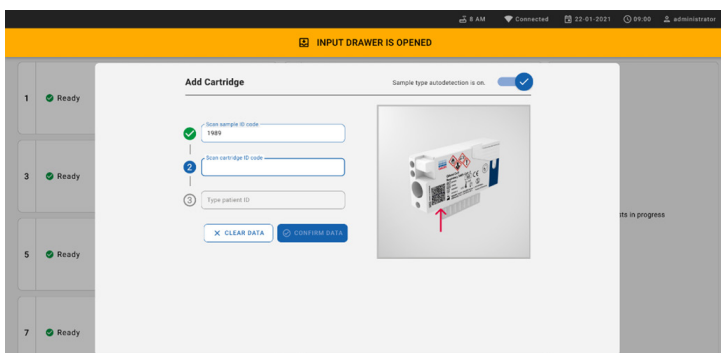 8 AM Connected 22-01-2021 09:00 administrator
INPUT DRAWER IS OPENED
Add Cartridge
Sample type autodetection is on.
1 Ready
3 Ready
5 Ready
7 Ready
Scan sample ID code
1989
2
Scan cartridge ID code
3
Type patient ID
CLEAR DATA
CONFIRM DATA
sts in progress